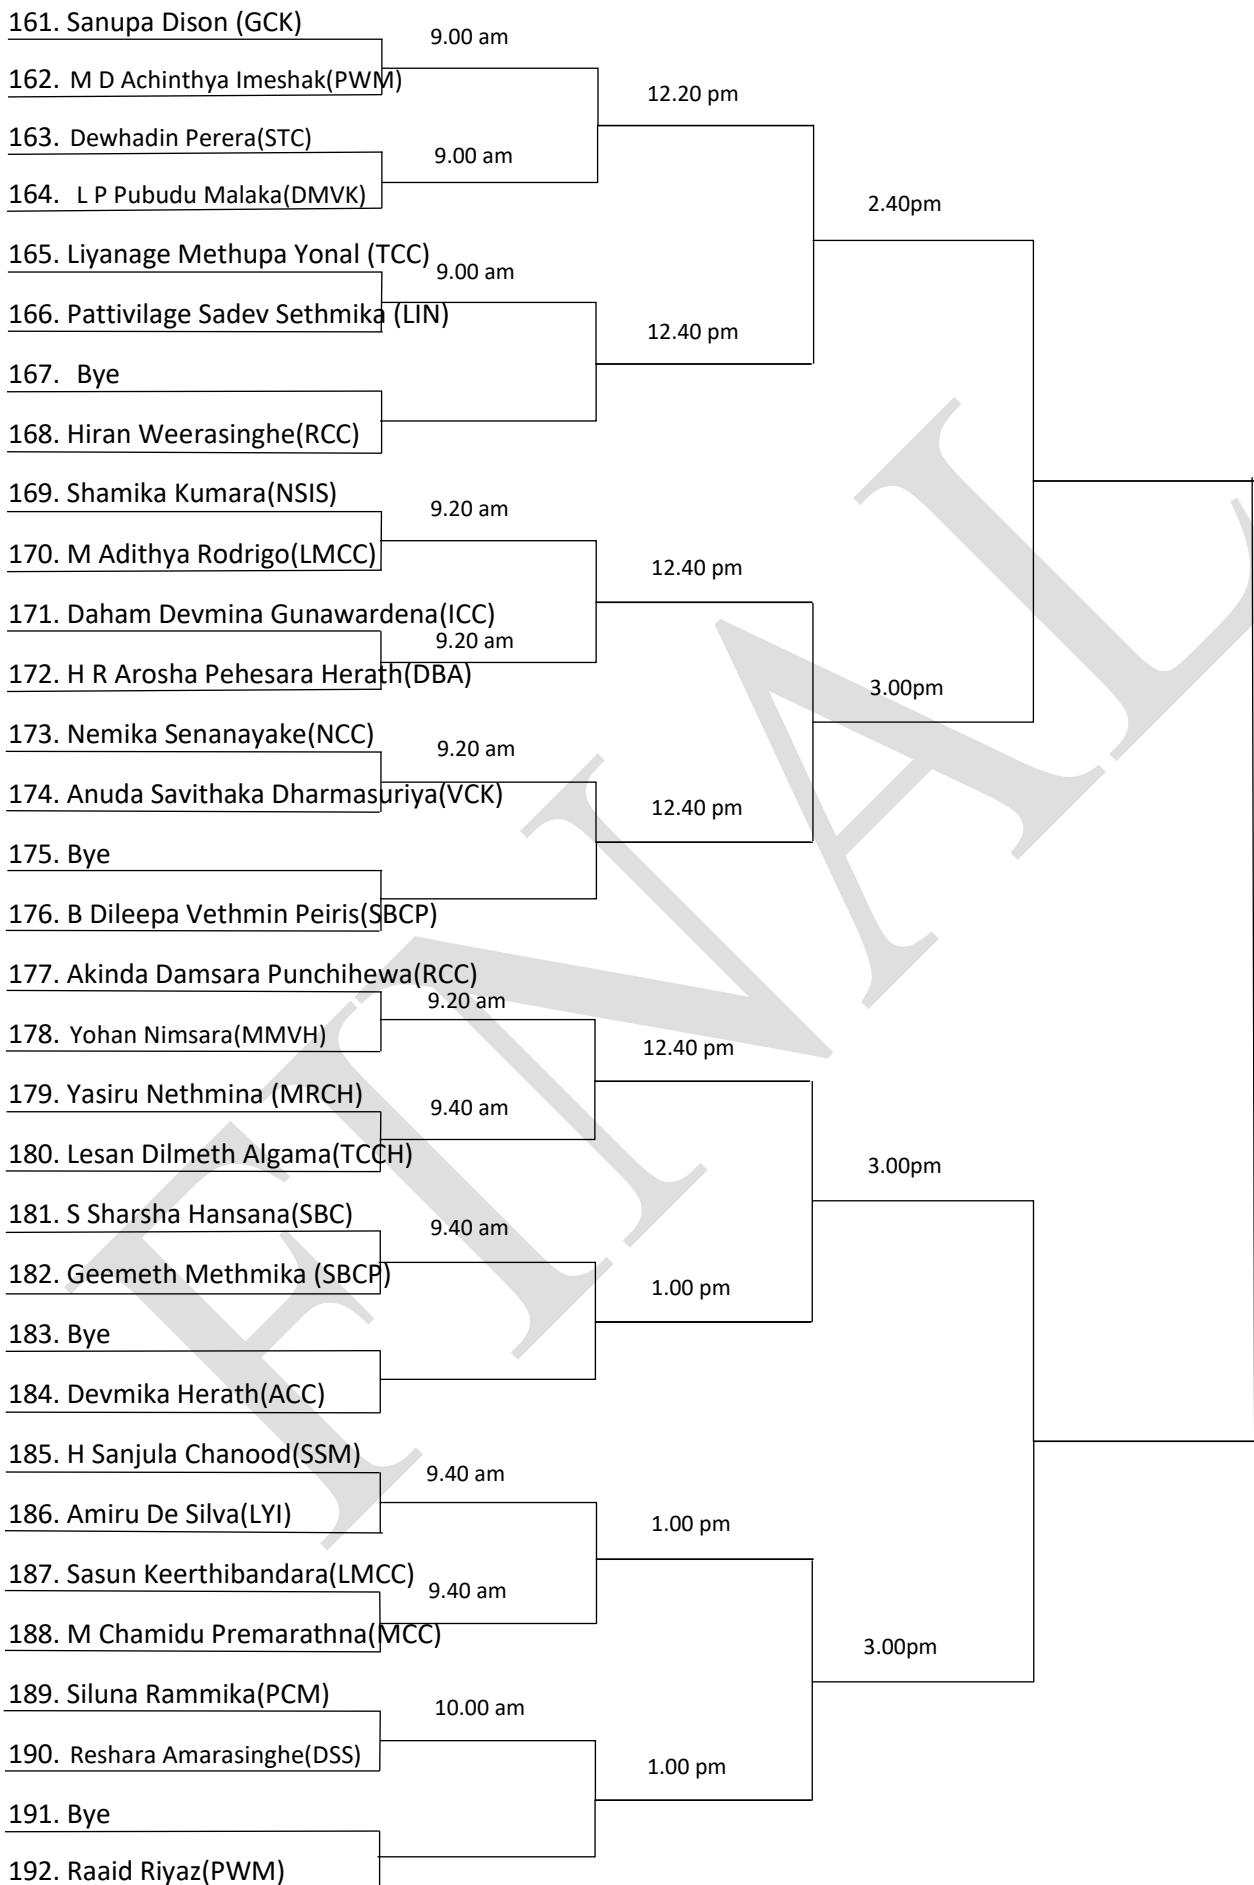 161. Sanupa Dison (GCK)
9.00 am
162. M D Achinthya Imeshak(PWM)
12.20 pm
163. Dewhadin Perera(STC)
9.00 am
164. L P Pubudu Malaka(DMVK)
2.40pm
165. Liyanage Methupa Yonal (TCC)
9.00 am
166. Pattivilage Sadev Sethmika (LIN)
12.40 pm
167. Bye
168. Hiran Weerasinghe(RCC)
169. Shamika Kumara(NSIS)
9.20 am
170. M Adithya Rodrigo(LMCC)
12.40 pm
171. Daham Devmina Gunawardena(ICC)
9.20 am
172. H R Arosha Pehesara Herath(DBA)
3.00pm
173. Nemika Senanayake(NCC)
9.20 am
174. Anuda Savithaka Dharmasuriya(VCK)
12.40 pm
175. Bye
176. B Dileepa Vethmin Peiris(SBCP)
177. Akinda Damsara Punchihewa(RCC)
9.20 am
178. Yohan Nimsara(MMVH)
12.40 pm
179. Yasiru Nethmina (MRCH)
9.40 am
180. Lesan Dilmeth Algama(TCCH)
3.00pm
181. S Sharsha Hansana(SBC)
9.40 am
182. Geemeth Methmika (SBCP)
1.00 pm
183. Bye
184. Devmika Herath(ACC)
185. H Sanjula Chanood(SSM)
9.40 am
186. Amiru De Silva(LYI)
1.00 pm
187. Sasun Keerthibandara(LMCC)
9.40 am
188. M Chamidu Premarathna(MCC)
3.00pm
189. Siluna Rammika(PCM)
10.00 am
190. Reshara Amarasinghe(DSS)
1.00 pm
191. Bye
192. Raaid Riyaz(PWM)
FINAL